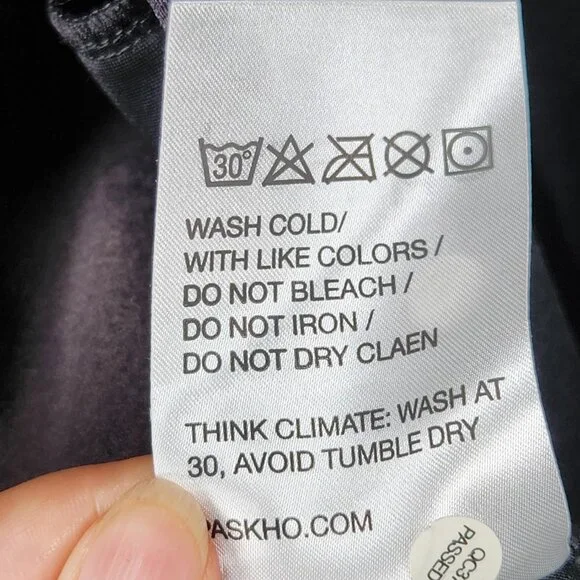 30°
WASH COLD/
WITH LIKE COLORS /
DO NOT BLEACH /
DO NOT IRON /
DO NOT DRY CLAEN
THINK CLIMATE: WASH AT
30, AVOID TUMBLE DRY
PASKHO.COM
QC3
PASSED